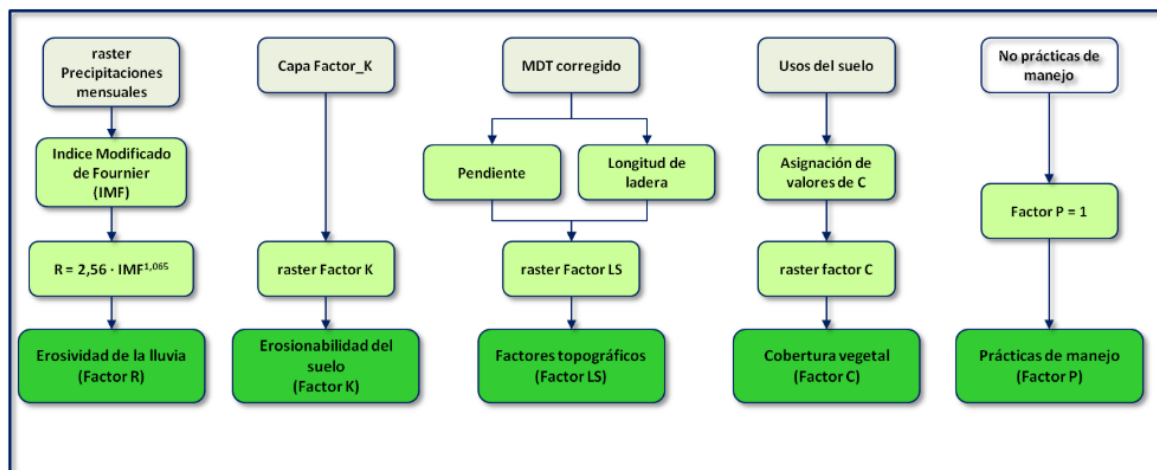 raster
Precipitaciones
mensuales
Indice Modificado
de Fournier
(IMF)
R = 2,56 · IMF¹,⁰⁶⁵
Erosividad de la lluvia
(Factor R)
Capa Factor_K
raster Factor K
Erosionabilidad del
suelo
(Factor K)
MDT corregido
Pendiente
Longitud de
ladera
raster Factor LS
Factores topográficos
(Factor LS)
Usos del suelo
Asignación de
valores de C
raster factor C
Cobertura vegetal
(Factor C)
No prácticas de
manejo
Factor P = 1
Prácticas de manejo
(Factor P)